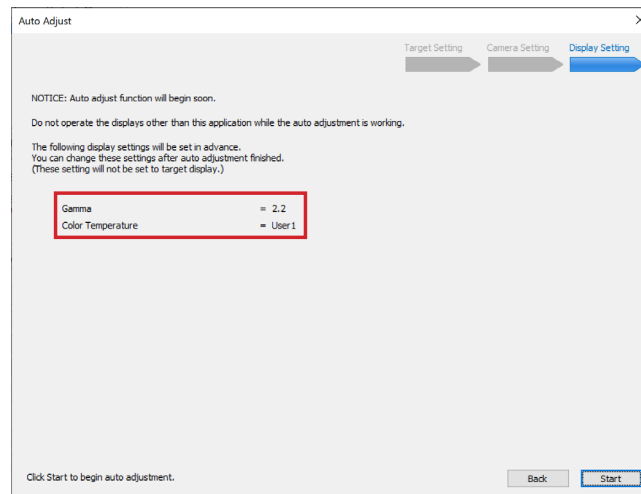 Auto Adjust
Target Setting
Camera Setting
Display Setting
NOTICE: Auto adjust function will begin soon.
Do not operate the displays other than this application while the auto adjustment is working.
The following display settings will be set in advance.
You can change these settings after auto adjustment finished.
(These setting will not be set to target display.)
Gamma = 2.2
Color Temperature = User1
Click Start to begin auto adjustment.
Back
Start